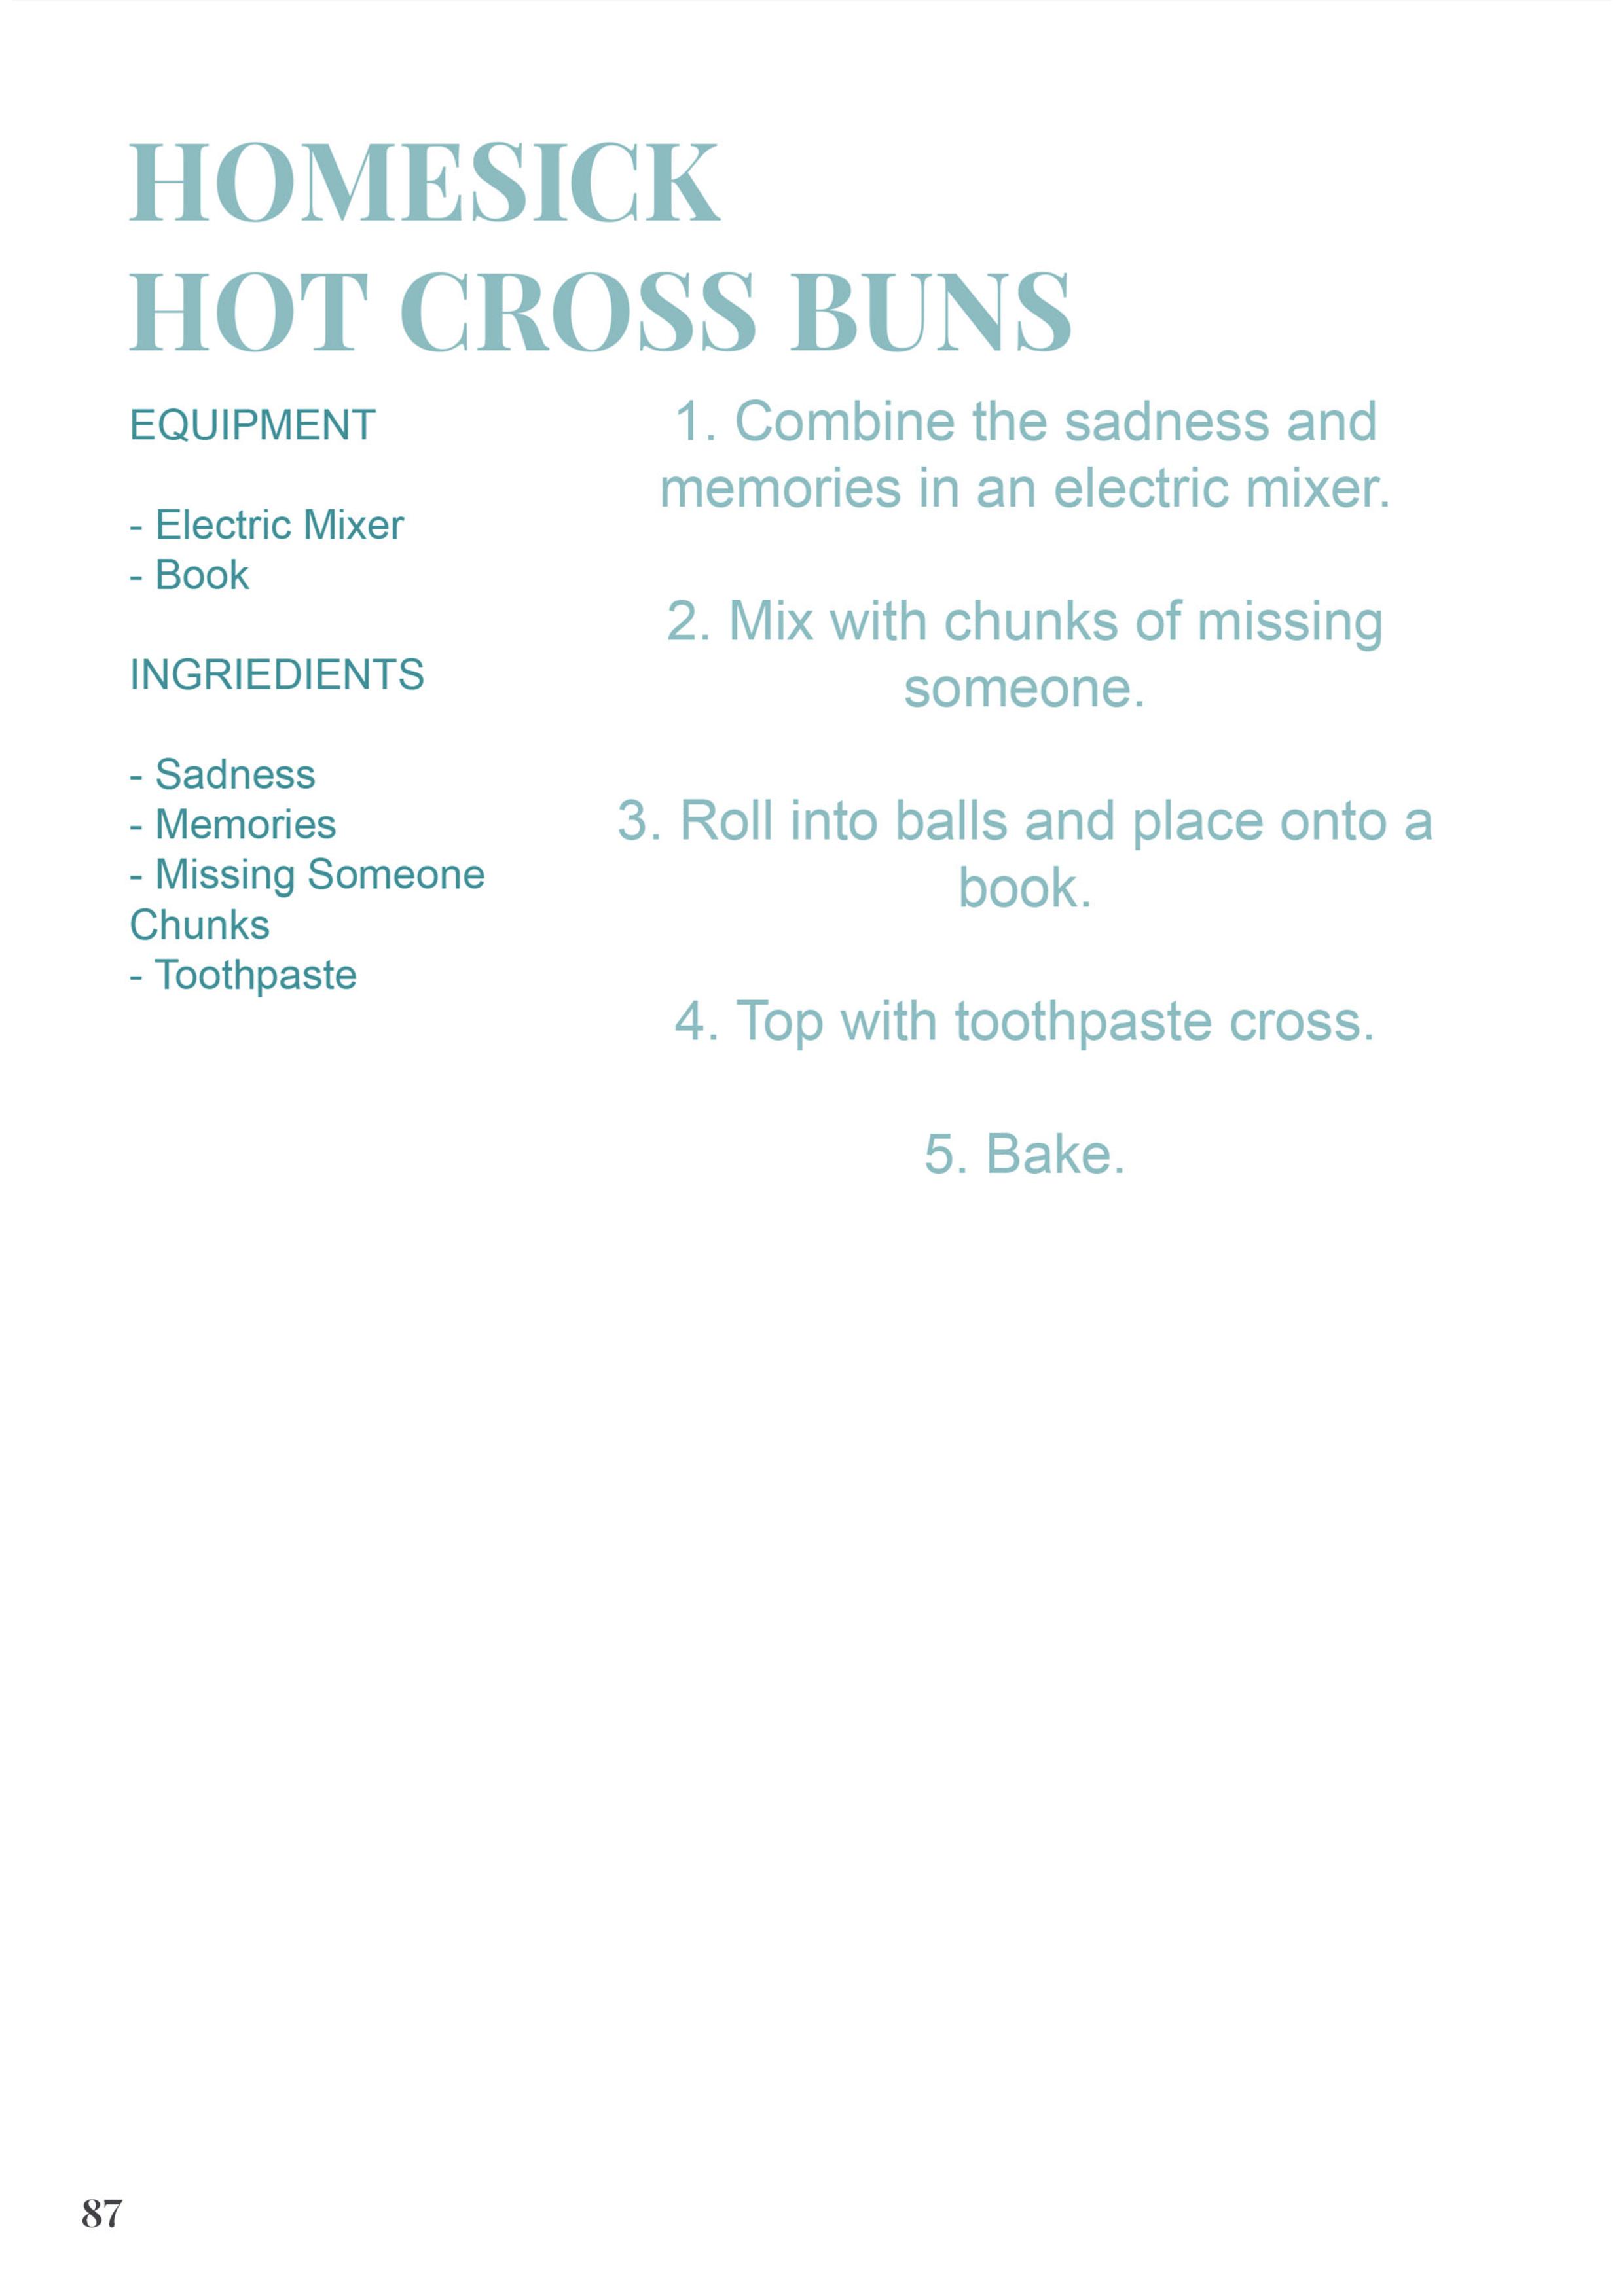 HOMESICK
HOT CROSS BUNS
EQUIPMENT
- Electric Mixer
- Book
INGRIEDIENTS
- Sadness
- Memories
- Missing Someone
Chunks
- Toothpaste
1. Combine the sadness and
memories in an electric mixer.
2. Mix with chunks of missing
someone.
3. Roll into balls and place onto a
book.
4. Top with toothpaste cross.
5. Bake.
87